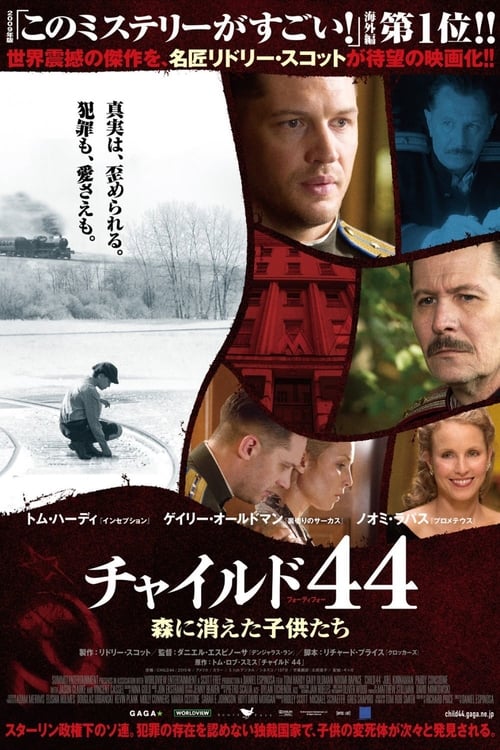 2009年版
「このミステリーがすごい!」海外編 第1位!!
世界震撼の傑作を、名匠リドリー・スコットが待望の映画化!!
真実は、歪められる。
犯罪も、愛さえも。
トム・ハーディ『インセプション』 ゲイリー・オールドマン『裏切りのサーカス』 ノオミ・ラパス『プロメテウス』
チャイルド44
フォーティフォー
森に消えた子供たち
製作:リドリー・スコット/監督:ダニエル・エスピノーサ(デンジャラス・ラン)/脚本:リチャード・プライス(クロッカーズ)
原作:トム・ロブ・スミス「チャイルド44」
GAGA★ WORLDVIEW child44.gaga.ne.jp
スターリン政権下のソ連。犯罪の存在を認めない独裁国家で、子供の変死体が次々と発見される。